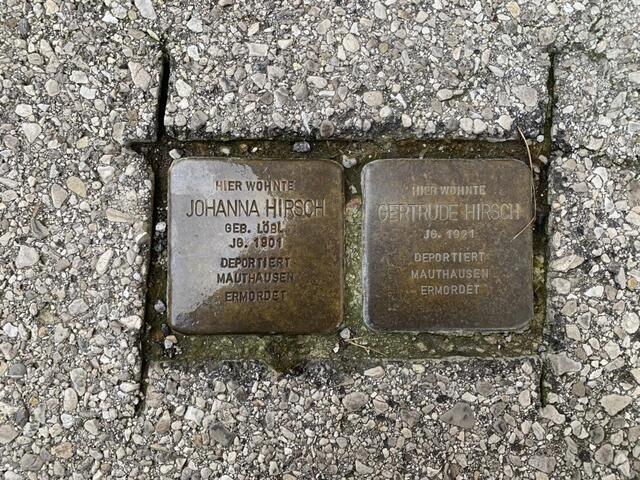 HIER WOHNTE
JOHANNA HIRSCH
GEB. LÖBL
JG. 1901
DEPORTIERT
MAUTHAUSEN
ERMORDET
HIER WOHNTE
GERTRUDE HIRSCH
JG. 1921
DEPORTIERT
MAUTHAUSEN
ERMORDET